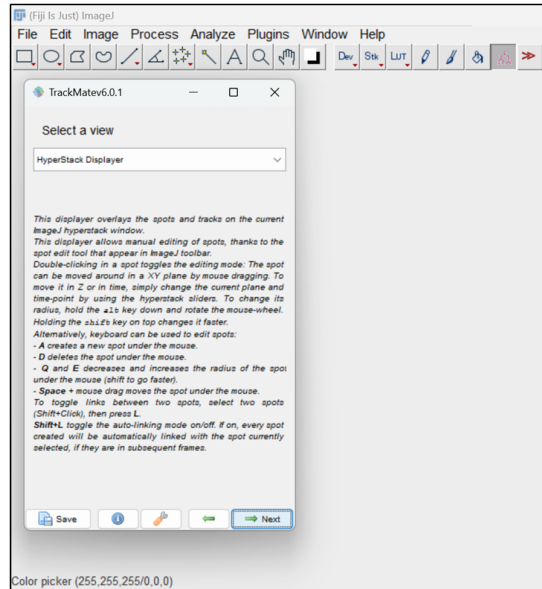 (Fiji Is Just) ImageJ
File Edit Image Process Analyze Plugins Window Help
A Dev Stk LUT
TrackMatev6.0.1
Select a view
HyperStack Displayer
This displayer overlays the spots and tracks on the current
ImageJ hyperstack window.
This displayer allows manual editing of spots, thanks to the
spot edit tool that appear in ImageJ toolbar.
Double-clicking in a spot toggles the editing mode: The spot
can be moved around in a XY plane by mouse dragging. To
move it in Z or in time, simply change the current plane and
time-point by using the hyperstack sliders. To change its
radius, hold the alt key down and rotate the mouse-wheel.
Holding the shift key on top changes it faster.
Alternatively, keyboard can be used to edit spots:
- A creates a new spot under the mouse.
- D deletes the spot under the mouse.
- Q and E decreases and increases the radius of the spot
under the mouse (shift to go faster).
- Space + mouse drag moves the spot under the mouse.
To toggle links between two spots, select two spots
(Shift+Click), then press L.
Shift+L toggle the auto-linking mode on/off. If on, every spot
created will be automatically linked with the spot currently
selected, if they are in subsequent frames.
Save Next
Color picker (255,255,255/0,0,0)